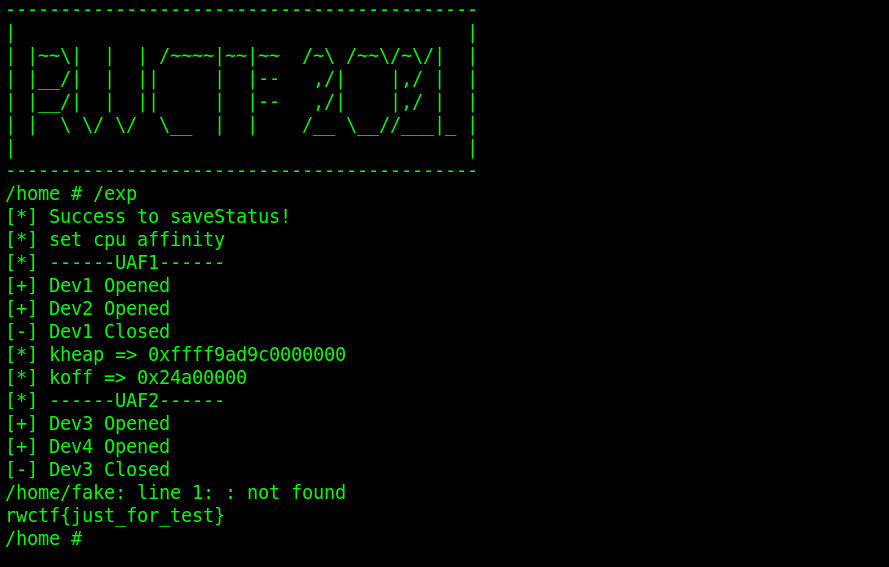 -------------------------------------------
|                                         |
| |~~\|  |  | /~~~~|~~|~~  /~\ /~~\/~\/|  |
| |__/|  |  ||     |  |--   ,/|    |,/ |  |
| |__/|  |  ||     |  |--   ,/|    |,/ |  |
| |  \ \/ \/  \__  |  |    /__ \__//___|_ |
|                                         |
-------------------------------------------
/home # /exp
[*] Success to saveStatus!
[*] set cpu affinity
[*] ------UAF1------
[+] Dev1 Opened
[+] Dev2 Opened
[-] Dev1 Closed
[*] kheap => 0xffff9ad9c0000000
[*] koff => 0x24a00000
[*] ------UAF2------
[+] Dev3 Opened
[+] Dev4 Opened
[-] Dev3 Closed
/home/fake: line 1: : not found
rwctf{just_for_test}
/home #